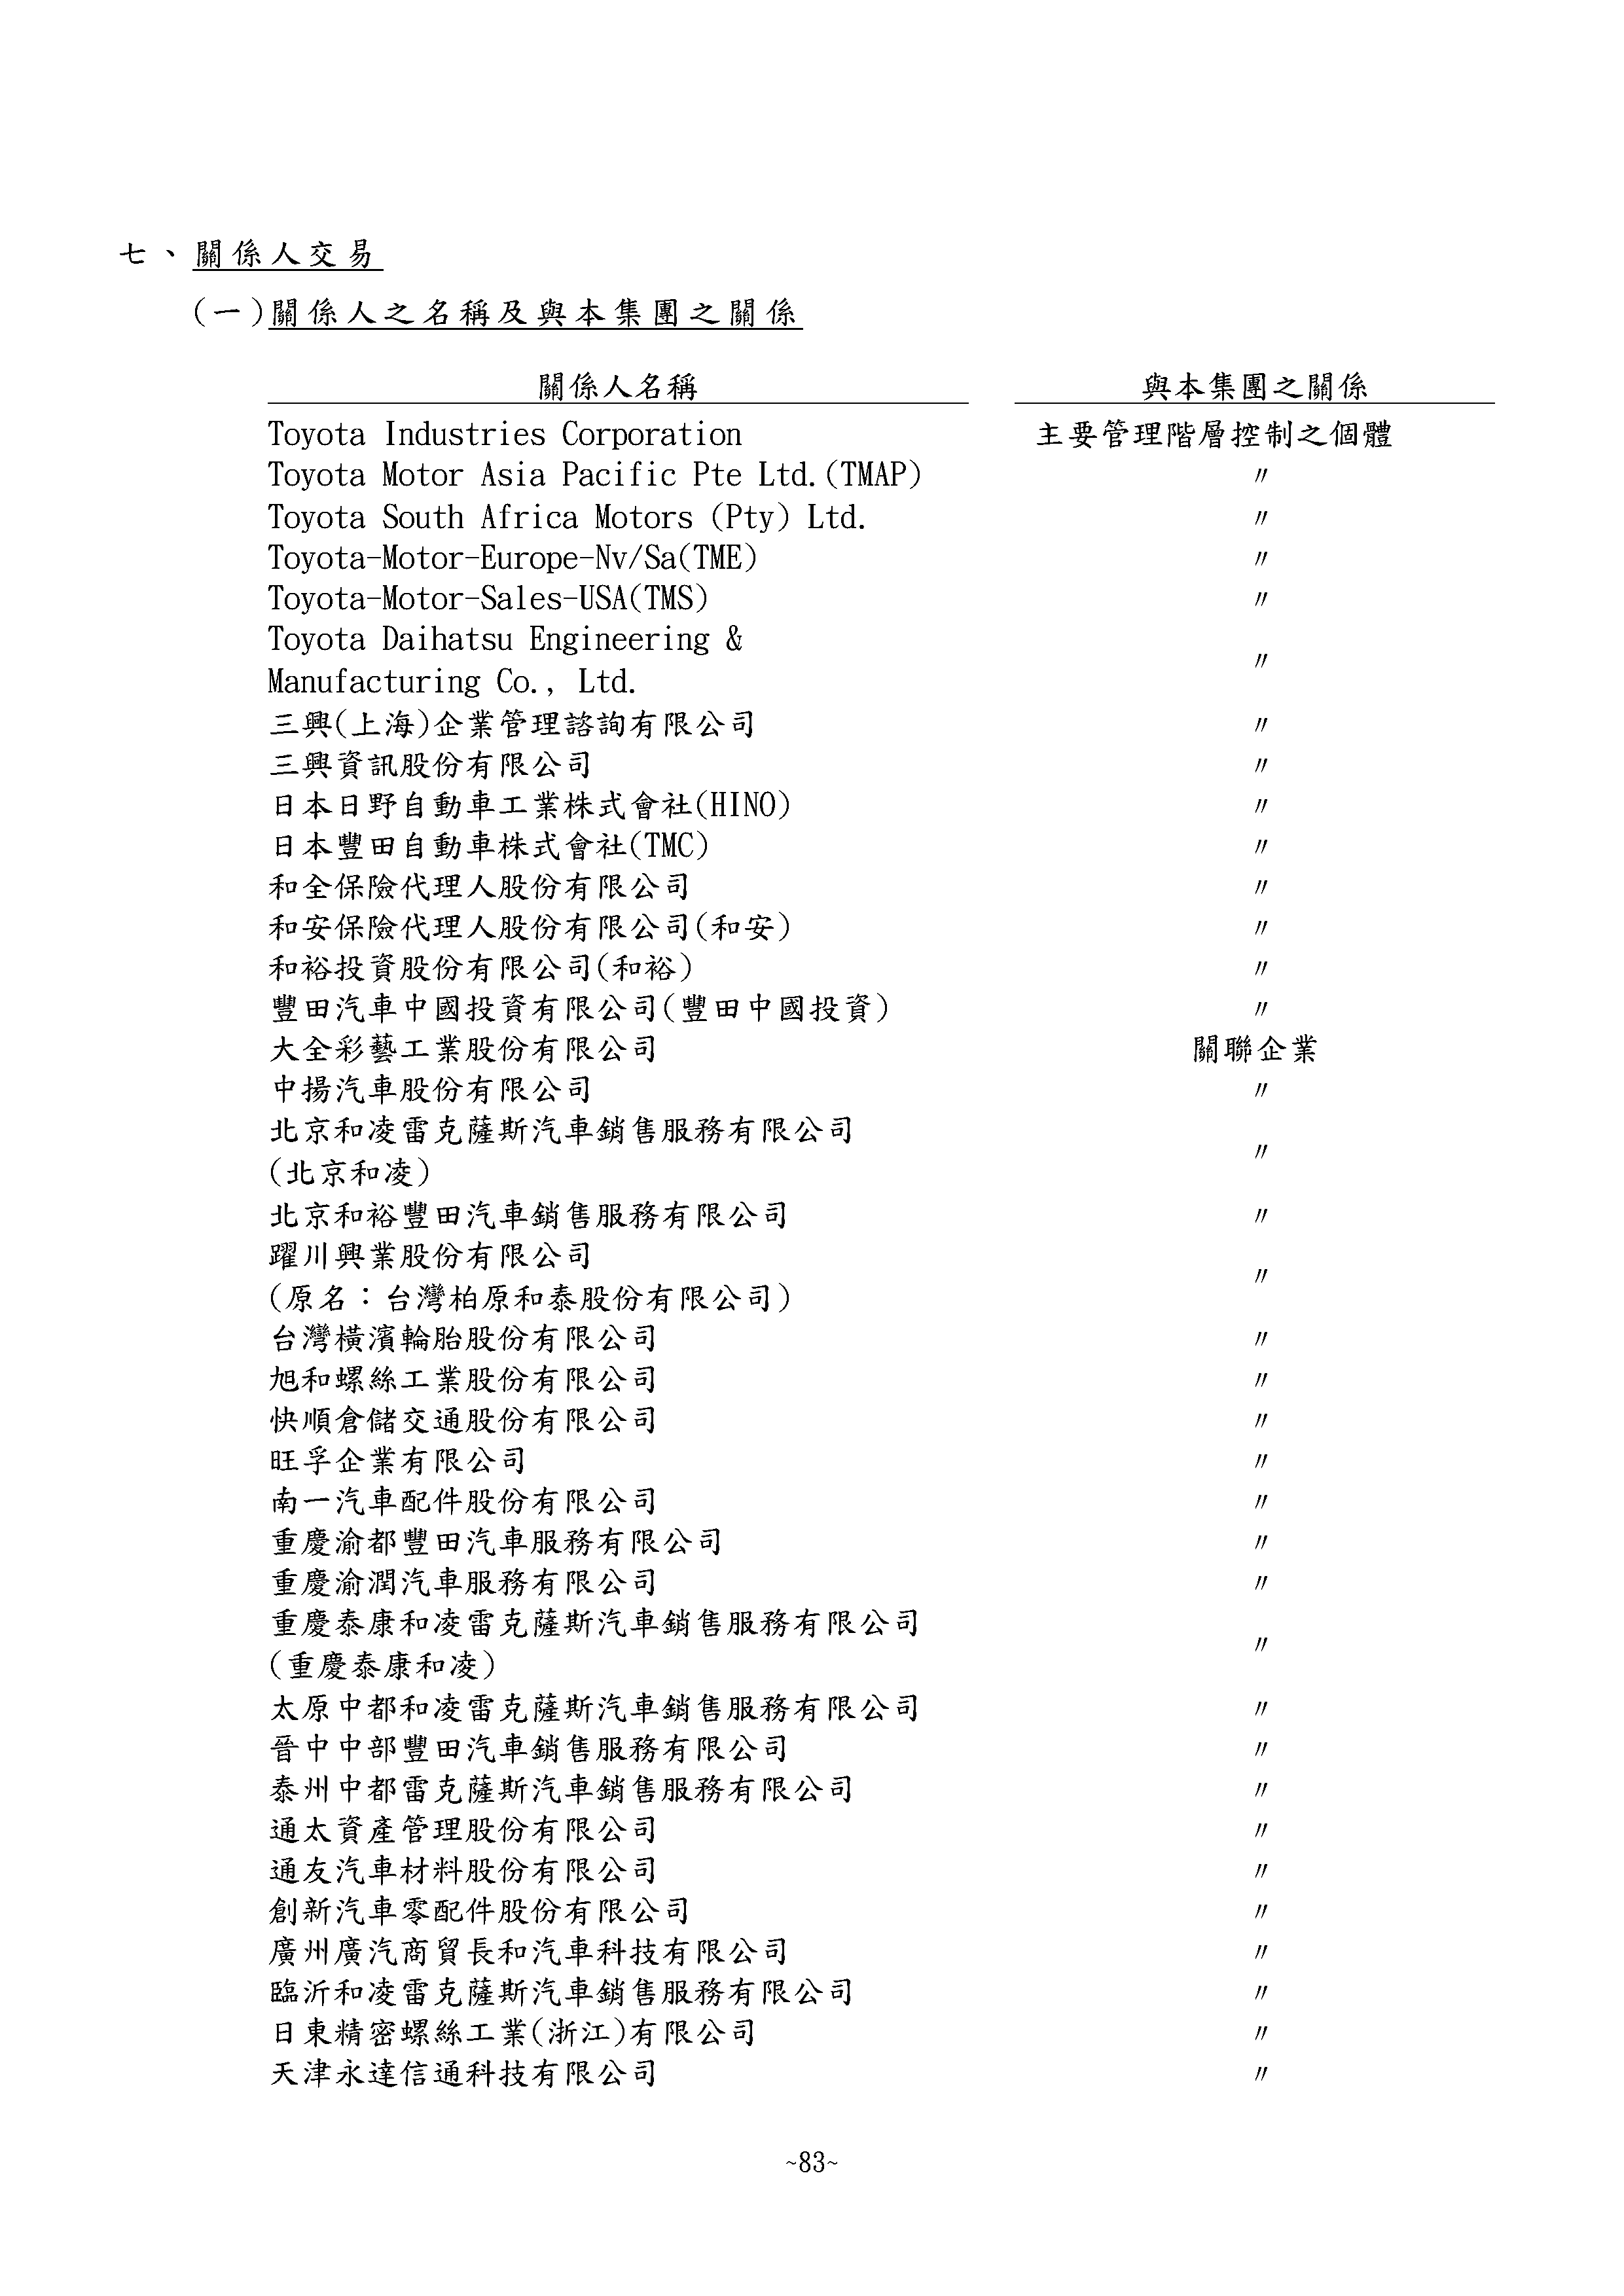 七、關係人交易
(一)關係人之名稱及與本集團之關係
關係人名稱 與本集團之關係
Toyota Industries Corporation 主要管理階層控制之個體
Toyota Motor Asia Pacific Pte Ltd.(TMAP) 〃
Toyota South Africa Motors (Pty) Ltd. 〃
Toyota-Motor-Europe-Nv/Sa(TME) 〃
Toyota-Motor-Sales-USA(TMS) 〃
Toyota Daihatsu Engineering &
Manufacturing Co., Ltd. 〃
三興(上海)企業管理諮詢有限公司 〃
三興資訊股份有限公司 〃
日本日野自動車工業株式會社(HINO) 〃
日本豐田自動車株式會社(TMC) 〃
和全保險代理人股份有限公司 〃
和安保險代理人股份有限公司(和安) 〃
和裕投資股份有限公司(和裕) 〃
豐田汽車中國投資有限公司(豐田中國投資) 〃
大全彩藝工業股份有限公司 關聯企業
中揚汽車股份有限公司 〃
北京和凌雷克薩斯汽車銷售服務有限公司
(北京和凌) 〃
北京和裕豐田汽車銷售服務有限公司 〃
躍川興業股份有限公司
(原名：台灣柏原和泰股份有限公司) 〃
台灣橫濱輪胎股份有限公司 〃
旭和螺絲工業股份有限公司 〃
快順倉儲交通股份有限公司 〃
旺孚企業有限公司 〃
南一汽車配件股份有限公司 〃
重慶渝都豐田汽車服務有限公司 〃
重慶渝潤汽車服務有限公司 〃
重慶泰康和凌雷克薩斯汽車銷售服務有限公司
(重慶泰康和凌) 〃
太原中都和凌雷克薩斯汽車銷售服務有限公司 〃
晉中中部豐田汽車銷售服務有限公司 〃
泰州中都雷克薩斯汽車銷售服務有限公司 〃
通太資產管理股份有限公司 〃
通友汽車材料股份有限公司 〃
創新汽車零配件股份有限公司 〃
廣州廣汽商貿長和汽車科技有限公司 〃
臨沂和凌雷克薩斯汽車銷售服務有限公司 〃
日東精密螺絲工業(浙江)有限公司 〃
天津永達信通科技有限公司 〃
~83~